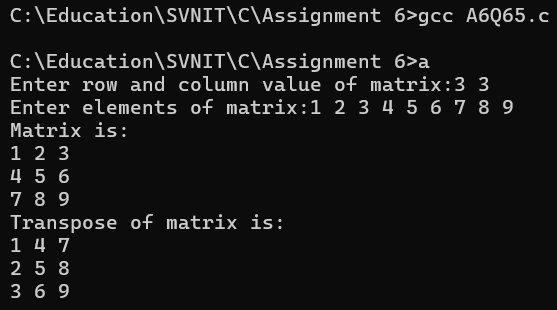 C:\Education\SVNIT\C\Assignment 6>gcc A6Q65.c
C:\Education\SVNIT\C\Assignment 6>a
Enter row and column value of matrix:3 3
Enter elements of matrix:1 2 3 4 5 6 7 8 9
Matrix is:
1 2 3
4 5 6
7 8 9
Transpose of matrix is:
1 4 7
2 5 8
3 6 9